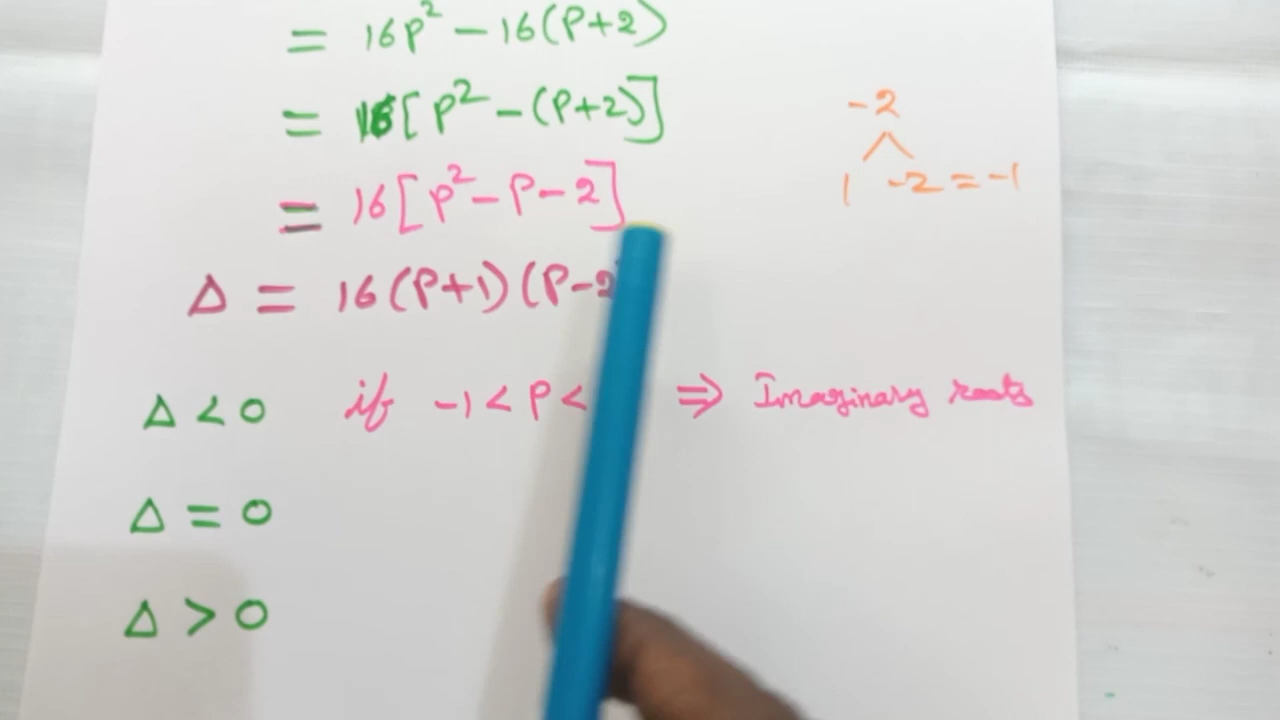 = 16p² - 16(P+2)
= 16[p² - (P+2)]
-2
1 -2 = -1
= 16[p² - P - 2]
Δ = 16(P+1)(P-2
Δ < 0 if -1 < P < ⇒ Imaginary roots
Δ = 0
Δ > 0